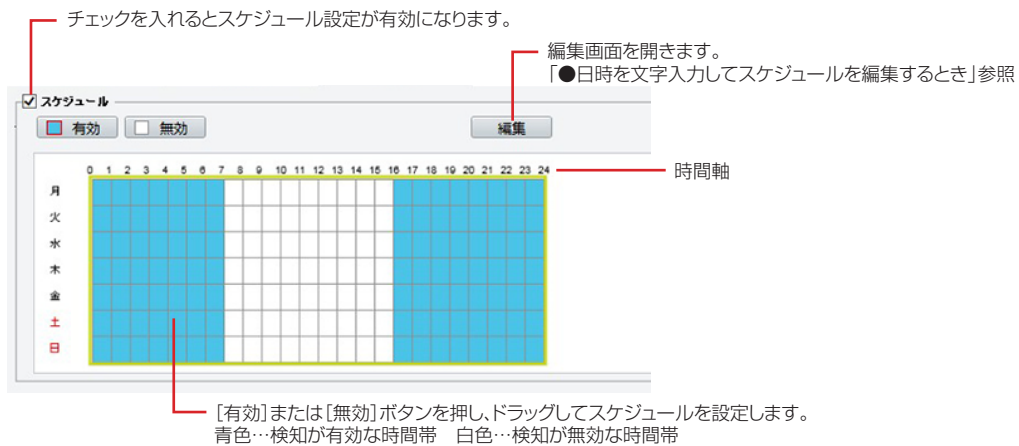 チェックを入れるとスケジュール設定が有効になります。
編集画面を開きます。
「●日時を文字入力してスケジュールを編集するとき」参照
スケジュール
有効 無効 編集
0 1 2 3 4 5 6 7 8 9 10 11 12 13 14 15 16 17 18 19 20 21 22 23 24
時間軸
月
火
水
木
金
土
日
[有効]または[無効]ボタンを押し、ドラッグしてスケジュールを設定します。
青色…検知が有効な時間帯 白色…検知が無効な時間帯